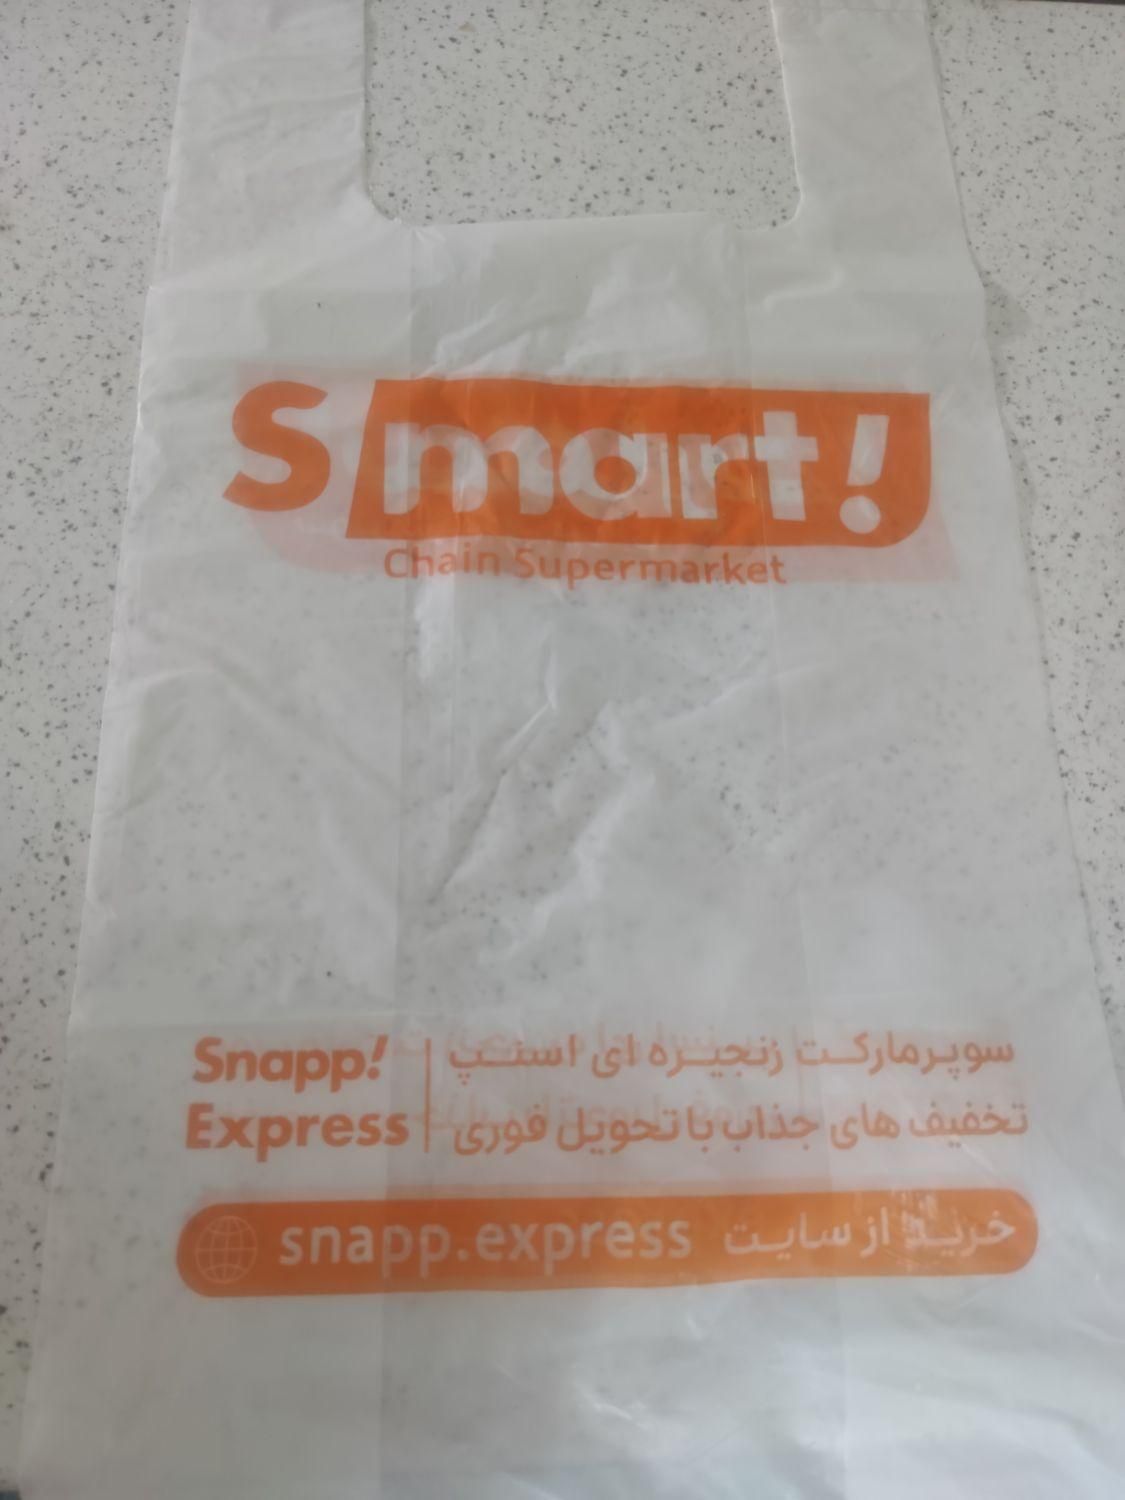 Smart!
Chain Supermarket
Snapp!
Express
سوپرمارکت زنجیره ای اسنپ
تخفیف های جذاب با تحویل فوری
خرید از سایت snapp.express